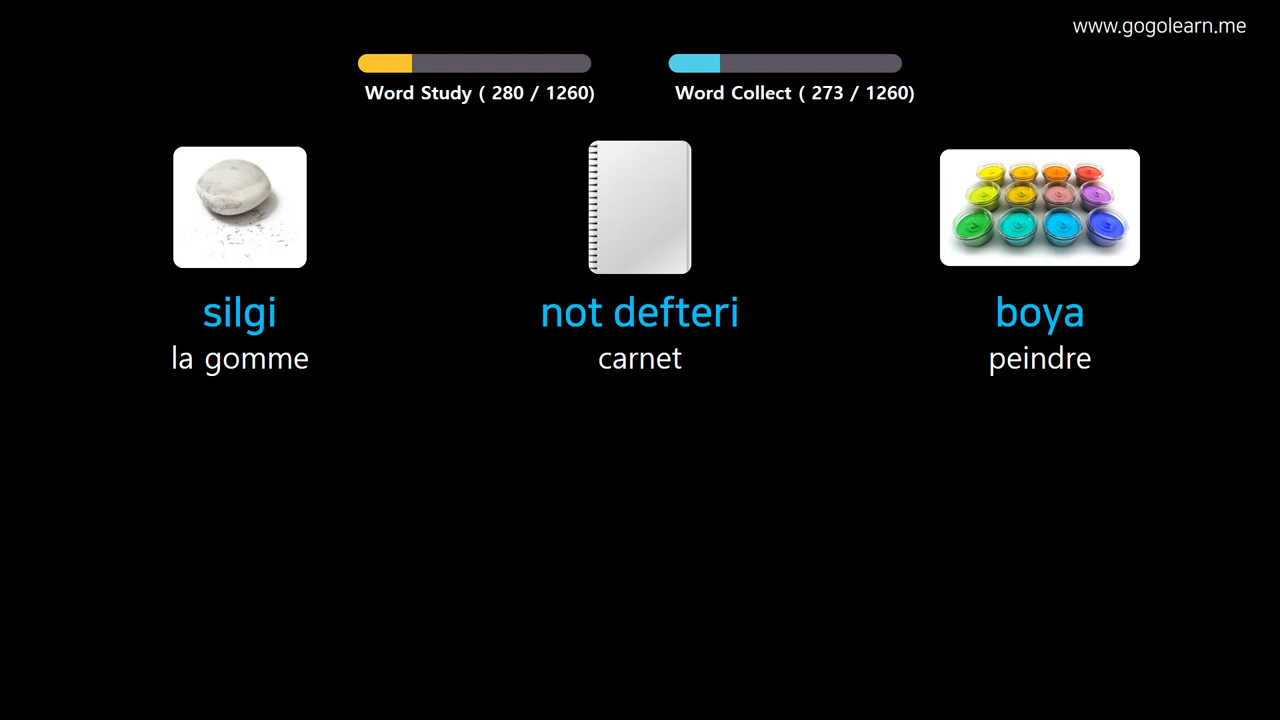 www.gogolearn.me
Word Study ( 280 / 1260)
Word Collect ( 273 / 1260)
silgi
la gomme
not defteri
carnet
boya
peindre